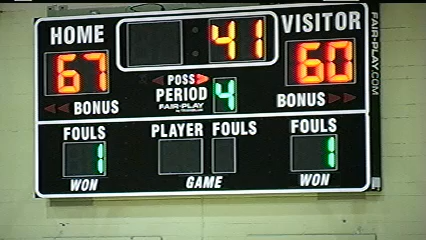 HOME :41 VISITOR
67 60
POSS
BONUS PERIOD 4 BONUS
FAIR-PLAY
FAIR-PLAY.COM
FOULS PLAYER FOULS FOULS
1 1
WON GAME WON